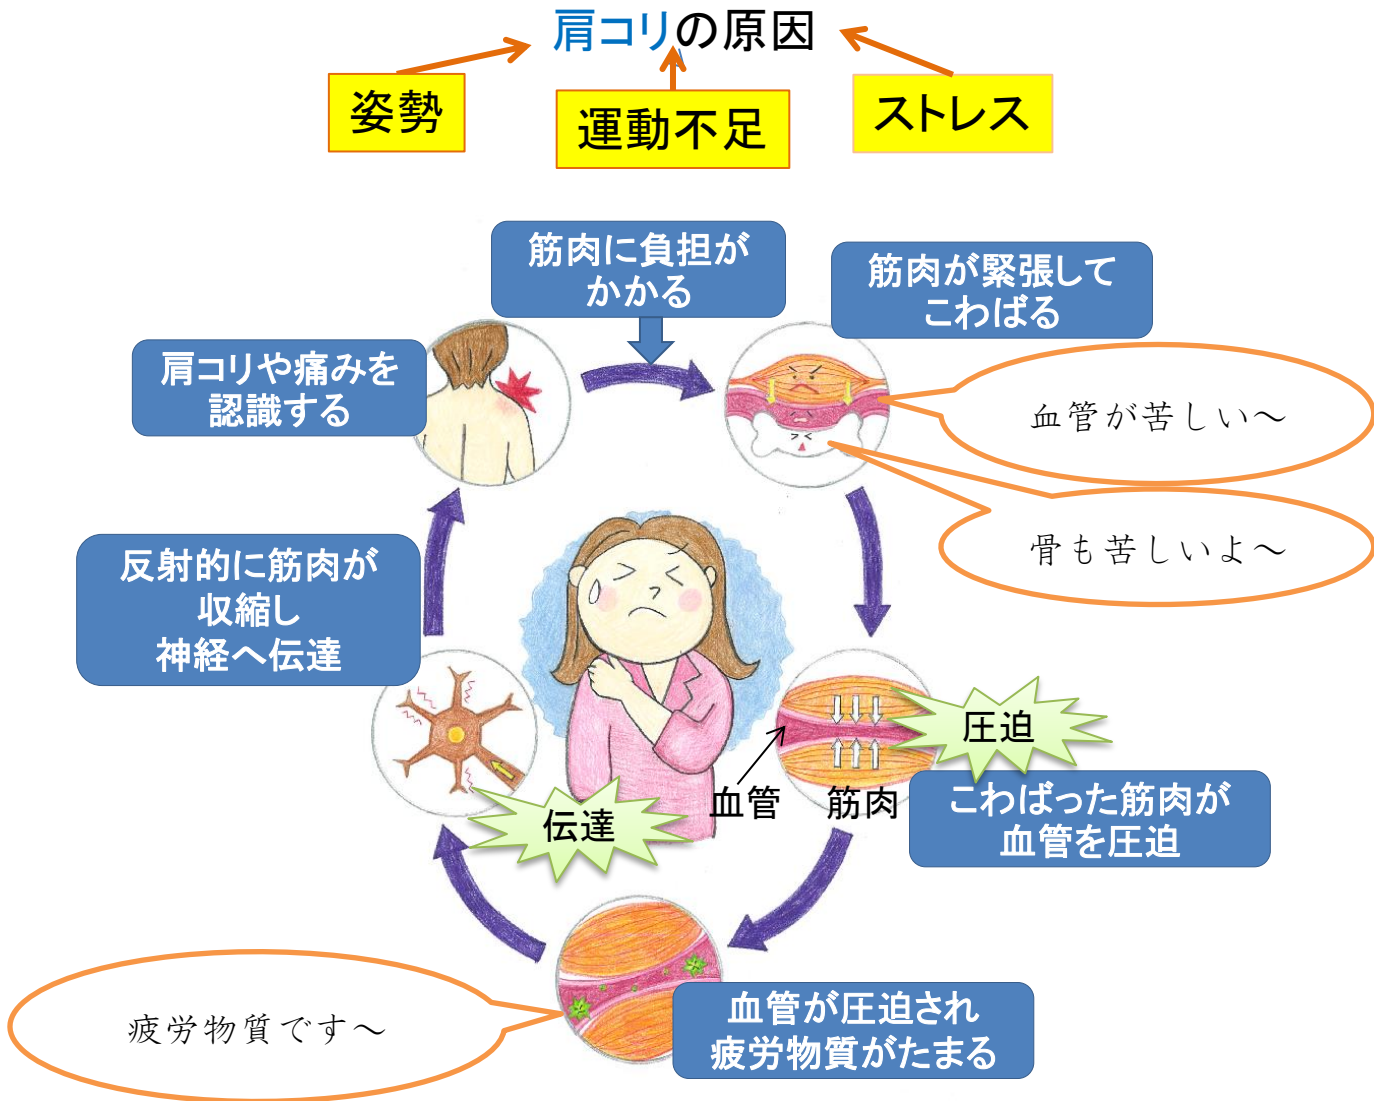 肩コリの原因
姿勢
運動不足
ストレス
筋肉に負担が
かかる
筋肉が緊張して
こわばる
血管が苦しい～
骨も苦しいよ～
圧迫
血管
筋肉
こわばった筋肉が
血管を圧迫
血管が圧迫され
疲労物質がたまる
疲労物質です～
伝達
反射的に筋肉が
収縮し
神経へ伝達
肩コリや痛みを
認識する